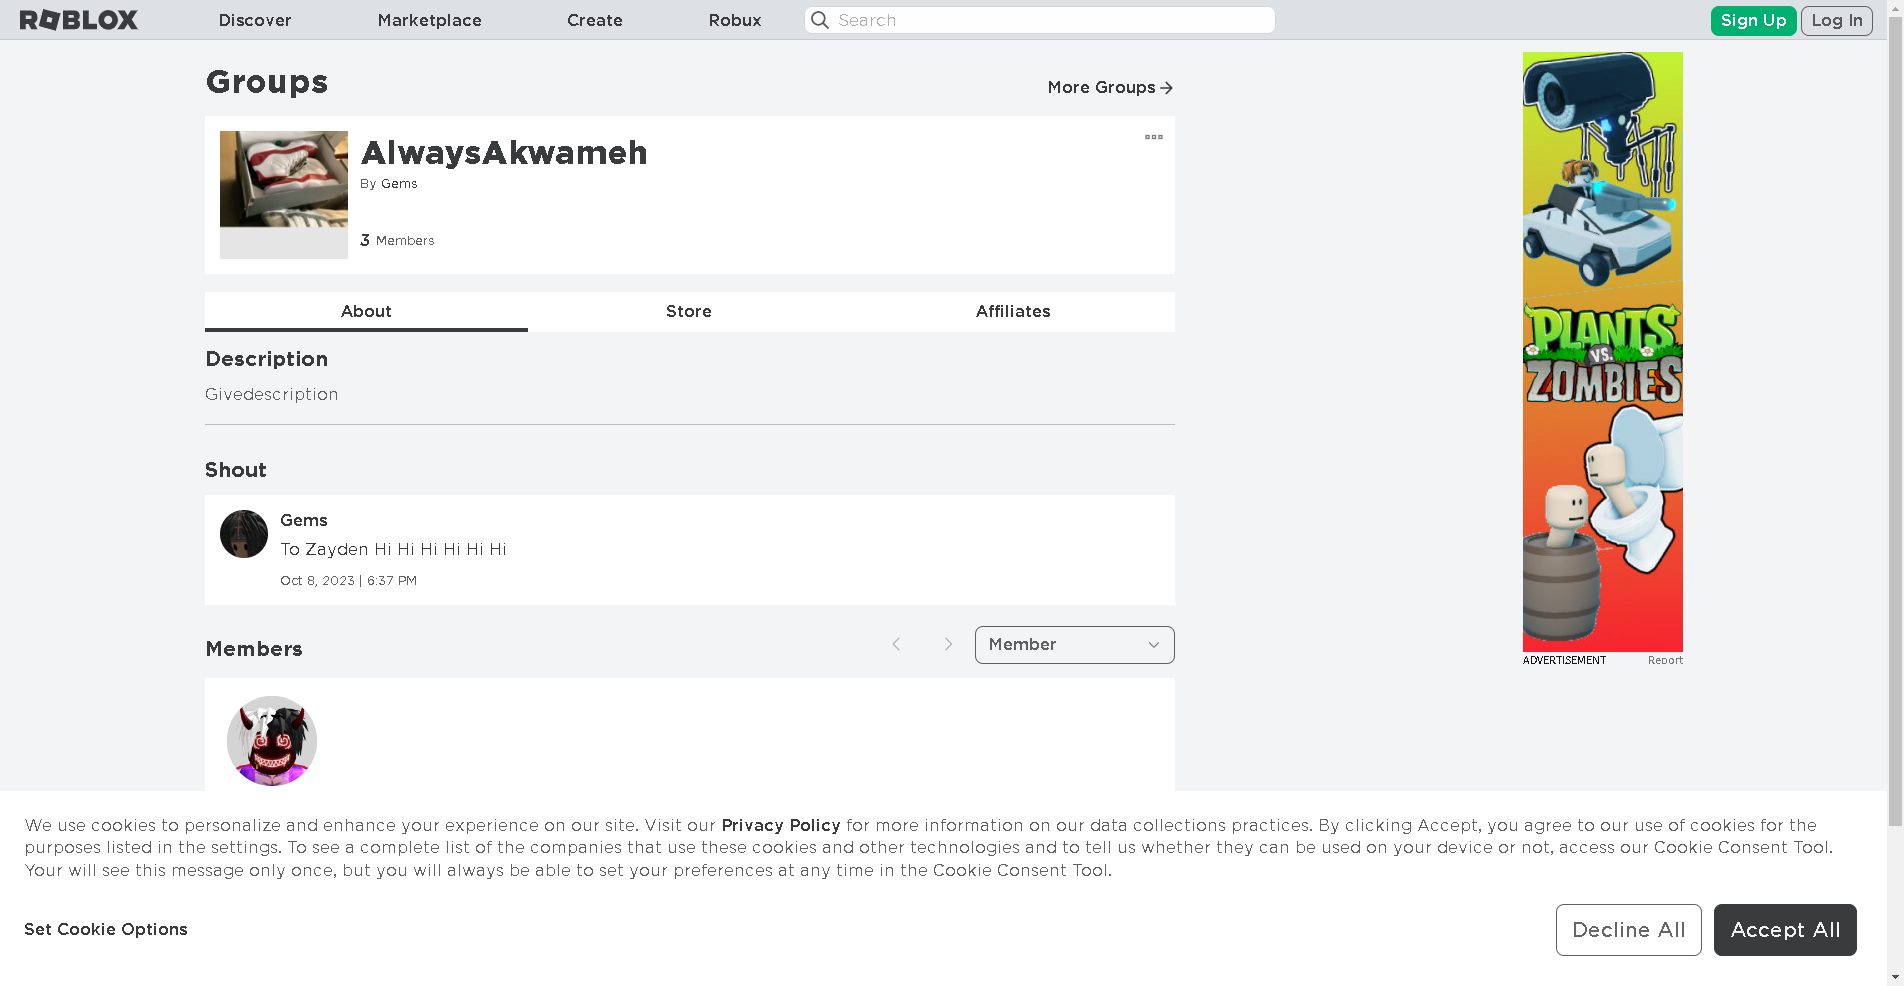 ROBLOX
Discover
Marketplace
Create
Robux
Search
Sign Up
Log In
Groups
More Groups
AlwaysAkwameh
By Gems
3 Members
About
Store
Affiliates
Description
Givedescription
Shout
Gems
To Zayden Hi Hi Hi Hi Hi Hi
Oct 8, 2023 | 6:37 PM
Members
Member
PLANTS
VS.
ZOMBIES
ADVERTISEMENT
Report
We use cookies to personalize and enhance your experience on our site. Visit our Privacy Policy for more information on our data collections practices. By clicking Accept, you agree to our use of cookies for the
purposes listed in the settings. To see a complete list of the companies that use these cookies and other technologies and to tell us whether they can be used on your device or not, access our Cookie Consent Tool.
Your will see this message only once, but you will always be able to set your preferences at any time in the Cookie Consent Tool.
Set Cookie Options
Decline All
Accept All